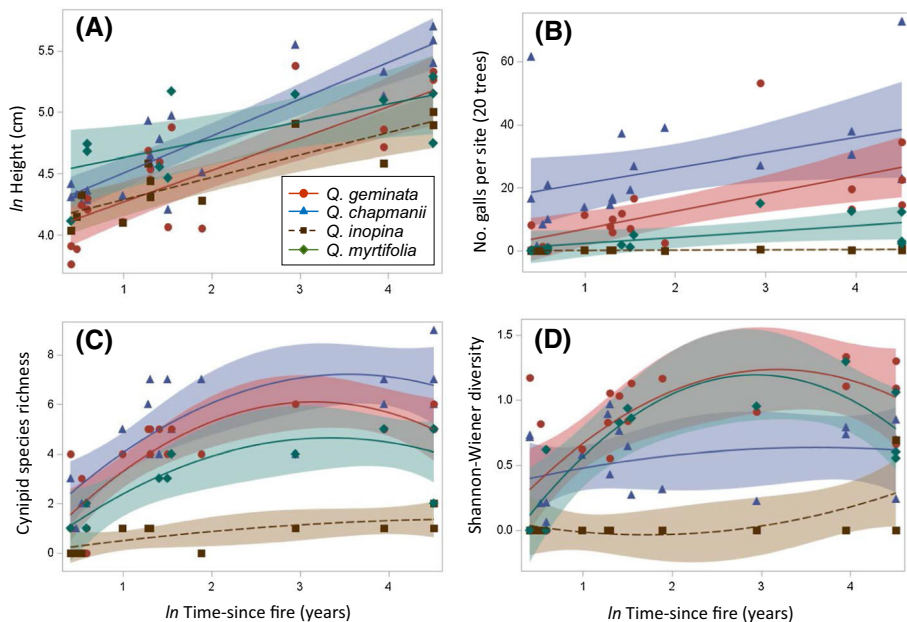 (A)
ln Height (cm)
5.5
5.0
4.5
4.0
1
2
3
4
Q. geminata
Q. chapmanii
Q. inopina
Q. myrtifolia
(B)
No. galls per site (20 trees)
60
40
20
0
1
2
3
4
(C)
Cynipid species richness
8
6
4
2
0
1
2
3
4
ln Time-since fire (years)
(D)
Shannon-Wiener diversity
1.5
1.0
0.5
0.0
1
2
3
4
ln Time-since fire (years)